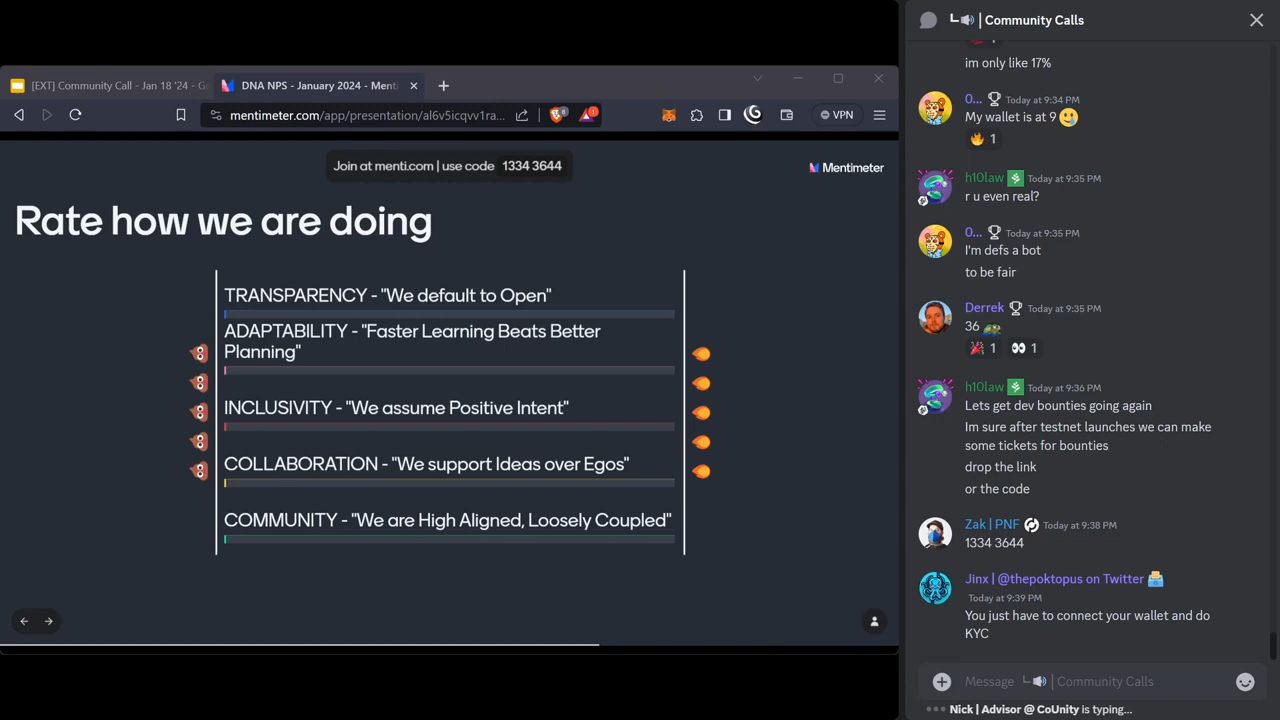 [EXT] Community Call - Jan 18 '24 - G
DNA NPS - January 2024 - Menti
mentimeter.com/app/presentation/al6v5icqvv1ra...
8
1
VPN
Join at menti.com | use code 1334 3644
Mentimeter
Rate how we are doing
TRANSPARENCY - "We default to Open"
ADAPTABILITY - "Faster Learning Beats Better
Planning"
INCLUSIVITY - "We assume Positive Intent"
COLLABORATION - "We support Ideas over Egos"
COMMUNITY - "We are High Aligned, Loosely Coupled"
| Community Calls
im only like 17%
0... Today at 9:34 PM
My wallet is at 9
1
h10law Today at 9:35 PM
r u even real?
0... Today at 9:35 PM
I'm defs a bot
to be fair
Derrek Today at 9:35 PM
36
1 1
h10law Today at 9:36 PM
Lets get dev bounties going again
Im sure after testnet launches we can make
some tickets for bounties
drop the link
or the code
Zak | PNF Today at 9:38 PM
1334 3644
Jinx | @thepoktopus on Twitter
Today at 9:39 PM
You just have to connect your wallet and do
KYC
Message | Community Calls
Nick | Advisor @ CoUnity is typing...